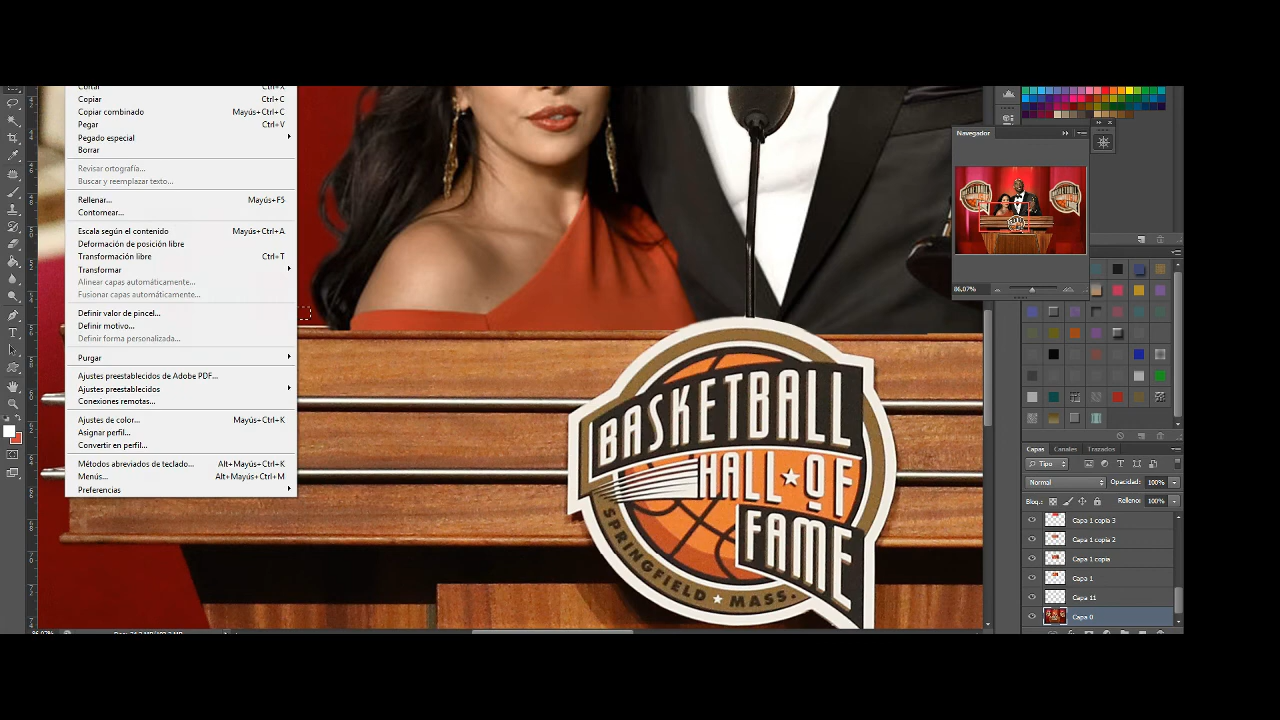 Cortar Ctrl+X
Copiar Ctrl+C
Copiar combinado Mayús+Ctrl+C
Pegar Ctrl+V
Pegado especial
Borrar
Revisar ortografía...
Buscar y reemplazar texto...
Rellenar... Mayús+F5
Contornear...
Escala según el contenido Mayús+Ctrl+A
Deformación de posición libre
Transformación libre Ctrl+T
Transformar
Alinear capas automáticamente...
Fusionar capas automáticamente...
Definir valor de pincel...
Definir motivo...
Definir forma personalizada...
Purgar
Ajustes preestablecidos de Adobe PDF...
Ajustes preestablecidos
Conexiones remotas...
Ajustes de color... Mayús+Ctrl+K
Asignar perfil...
Convertir en perfil...
Métodos abreviados de teclado... Alt+Mayús+Ctrl+K
Menús... Alt+Mayús+Ctrl+M
Preferencias
BASKETBALL
HALL OF
FAME
SPRINGFIELD MASS.
Navegador
BASKETBALL
BASKETBALL
86,07%
Capas Canales Trazados
Tipo
Normal Opacidad: 100%
Bloq.: Relleno: 100%
Capa 1 copia 3
Capa 1 copia 2
Capa 1 copia
Capa 1
Capa 11
Capa 0